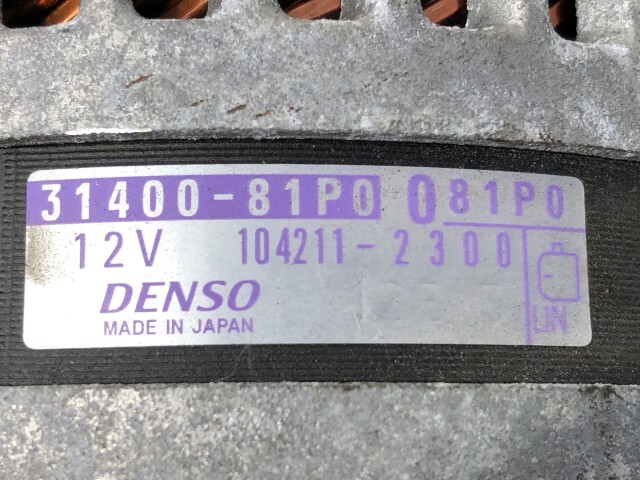 31400-81P0 081P0
12V 104211-2300
DENSO
MADE IN JAPAN
LIN